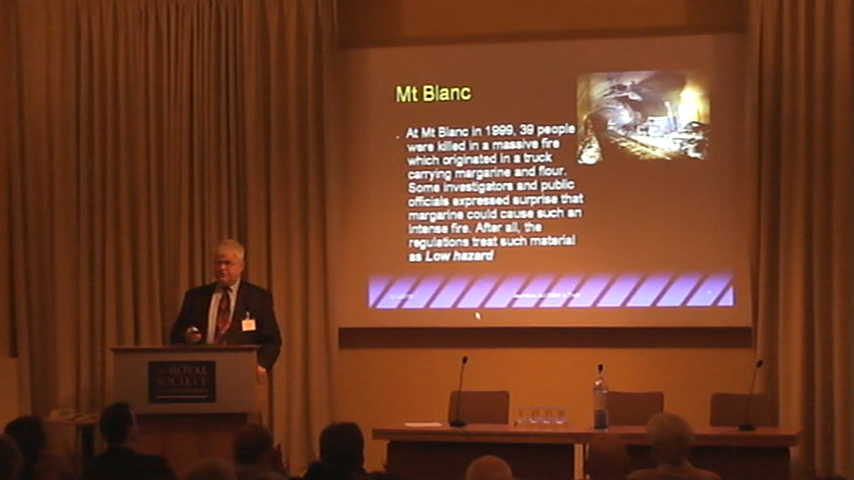 Mt Blanc
At Mt Blanc in 1999, 39 people
were killed in a massive fire
which originated in a truck
carrying margarine and flour.
Some investigators and public
officials expressed surprise that
margarine could cause such an
intense fire. After all, the
regulations treat such material
as Low hazard
THE ROYAL
SOCIETY